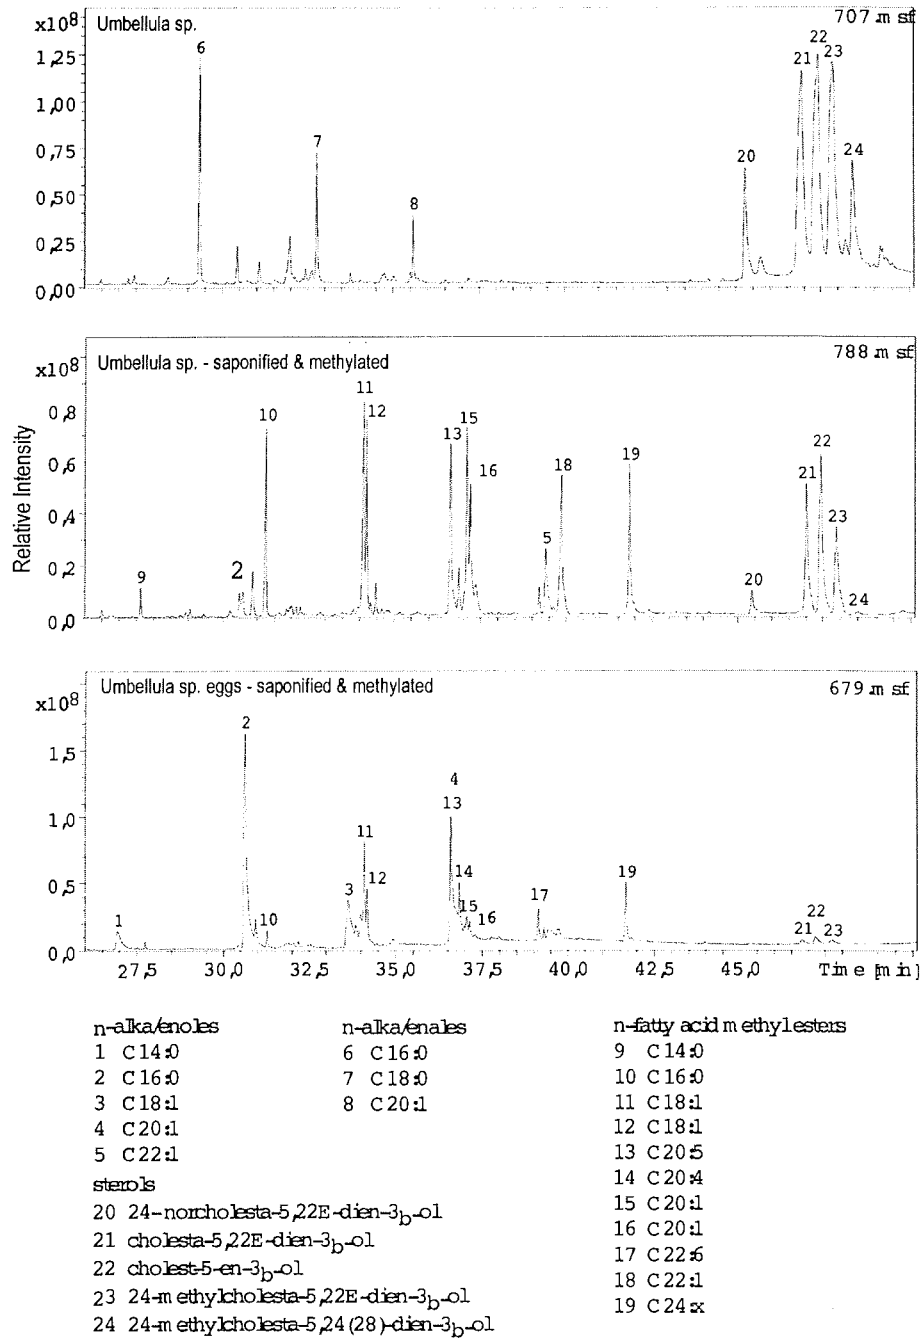 x10⁸
Umbellula sp.
707 m sf
1,25
1,00
0,75
0,50
0,25
0,00
6
7
8
20
21
22
23
24
x10⁸
Umbellula sp. - saponified & methylated
788 m sf
Relative Intensity
0,8
0,6
0,4
0,2
0,0
9
2
10
11
12
13
15
16
5
18
19
20
21
22
23
24
x10⁸
Umbellula sp. eggs - saponified & methylated
679 m sf
1,5
1,0
0,5
0,0
1
2
10
3
11
12
4
13
14
15
16
17
19
21
22
23
27,5 30,0 32,5 35,0 37,5 40,0 42,5 45,0 Time [min]
n-alka/enoles
1 C14:0
2 C16:0
3 C18:1
4 C20:1
5 C22:1
sterols
20 24-norcholesta-5,22E-dien-3b-ol
21 cholesta-5,22E-dien-3b-ol
22 cholest-5-en-3b-ol
23 24-methylcholesta-5,22E-dien-3b-ol
24 24-methylcholesta-5,24(28)-dien-3b-ol
n-alka/enales
6 C16:0
7 C18:0
8 C20:1
n-fatty acid methylesters
9 C14:0
10 C16:0
11 C18:1
12 C18:1
13 C20:5
14 C20:4
15 C20:1
16 C20:1
17 C22:6
18 C22:1
19 C24:x